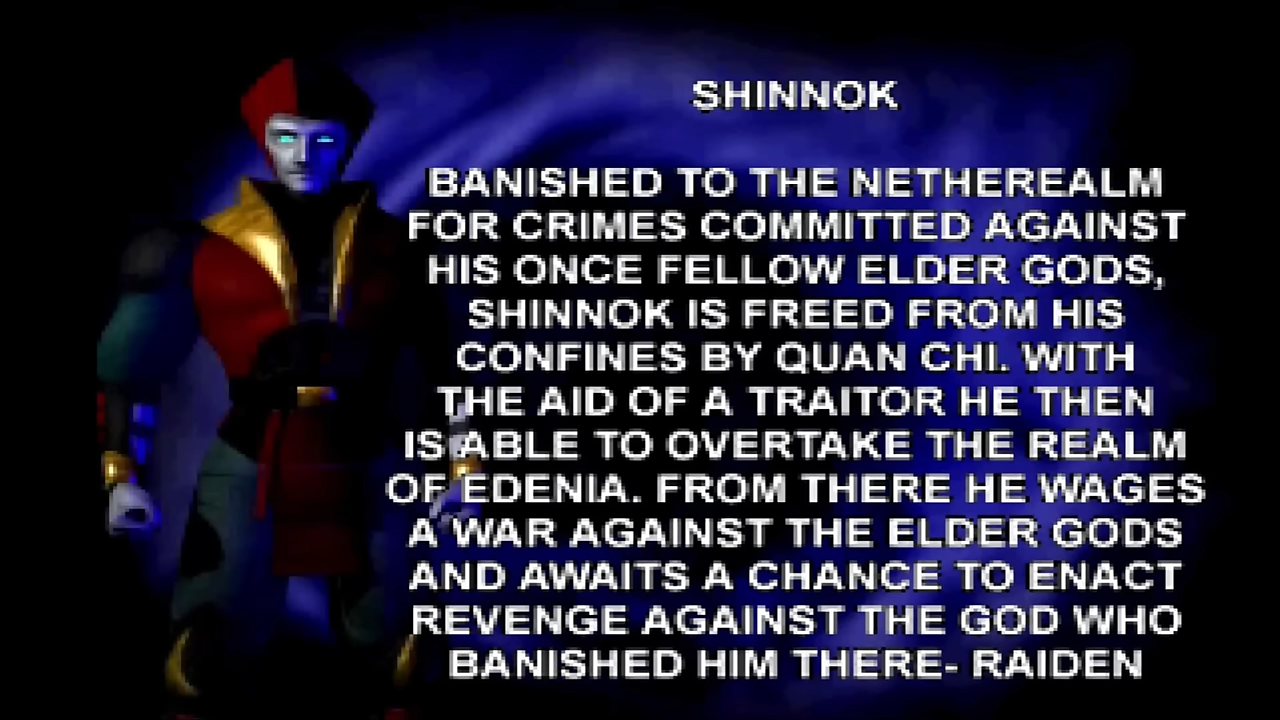 SHINNOK
BANISHED TO THE NETHEREALM
FOR CRIMES COMMITTED AGAINST
HIS ONCE FELLOW ELDER GODS,
SHINNOK IS FREED FROM HIS
CONFINES BY QUAN CHI. WITH
THE AID OF A TRAITOR HE THEN
IS ABLE TO OVERTAKE THE REALM
OF EDENIA. FROM THERE HE WAGES
A WAR AGAINST THE ELDER GODS
AND AWAITS A CHANCE TO ENACT
REVENGE AGAINST THE GOD WHO
BANISHED HIM THERE- RAIDEN